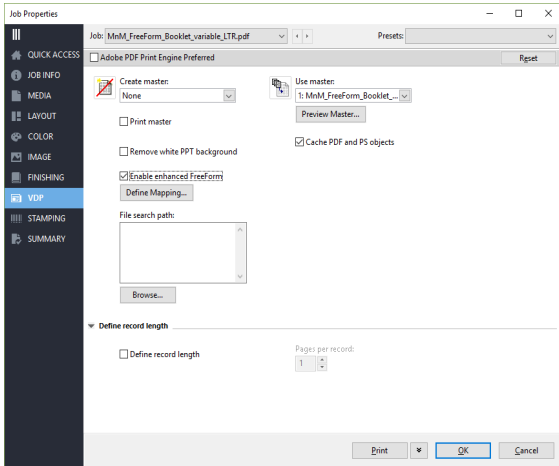 Job Properties
Job: MnM_FreeForm_Booklet_variable_LTR.pdf
Presets:
QUICK ACCESS
JOB INFO
MEDIA
LAYOUT
COLOR
IMAGE
FINISHING
VDP
STAMPING
SUMMARY
Adobe PDF Print Engine Preferred
Reset
Create master:
None
Print master
Remove white PPT background
Enable enhanced FreeForm
Define Mapping...
File search path:
Browse...
Use master:
1: MnM_FreeForm_Booklet_...
Preview Master...
Cache PDF and PS objects
Define record length
Define record length
Pages per record:
1
Print
OK
Cancel